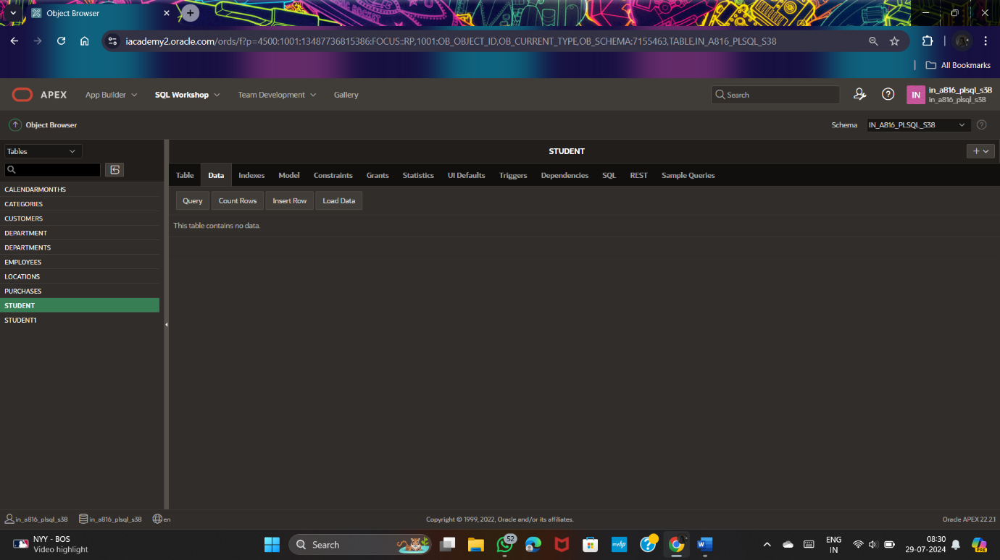 Object Browser
iacademy2.oracle.com/ords/f?p=4500:1001:13487736815386:FOCUS::RP,1001:OB_OBJECT_ID,OB_CURRENT_TYPE,OB_SCHEMA:7155463,TABLE,IN_A816_PLSQL_S38
All Bookmarks
APEX App Builder SQL Workshop Team Development Gallery Search IN in_a816_plsql_s38
in_a816_plsql_s38
Object Browser Schema IN_A816_PLSQL_S38
Tables STUDENT
Table Data Indexes Model Constraints Grants Statistics UI Defaults Triggers Dependencies SQL REST Sample Queries
Query Count Rows Insert Row Load Data
This table contains no data.
CALENDARMONTHS
CATEGORIES
CUSTOMERS
DEPARTMENT
DEPARTMENTS
EMPLOYEES
LOCATIONS
PURCHASES
STUDENT
STUDENT1
in_a816_plsql_s38 in_a816_plsql_s38 en Copyright © 1999, 2022, Oracle and/or its affiliates. Oracle APEX 22.2.1
NYY - BOS
Video highlight
Search
52
mhp
W
ENG
IN
08:30
29-07-2024
PRE